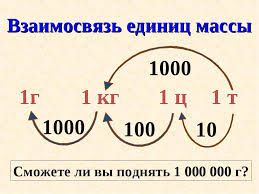 Взаимосвязь единиц массы
1000
1г 1 кг 1 ц 1 т
1000 100 10
Сможете ли вы поднять 1 000 000 г?